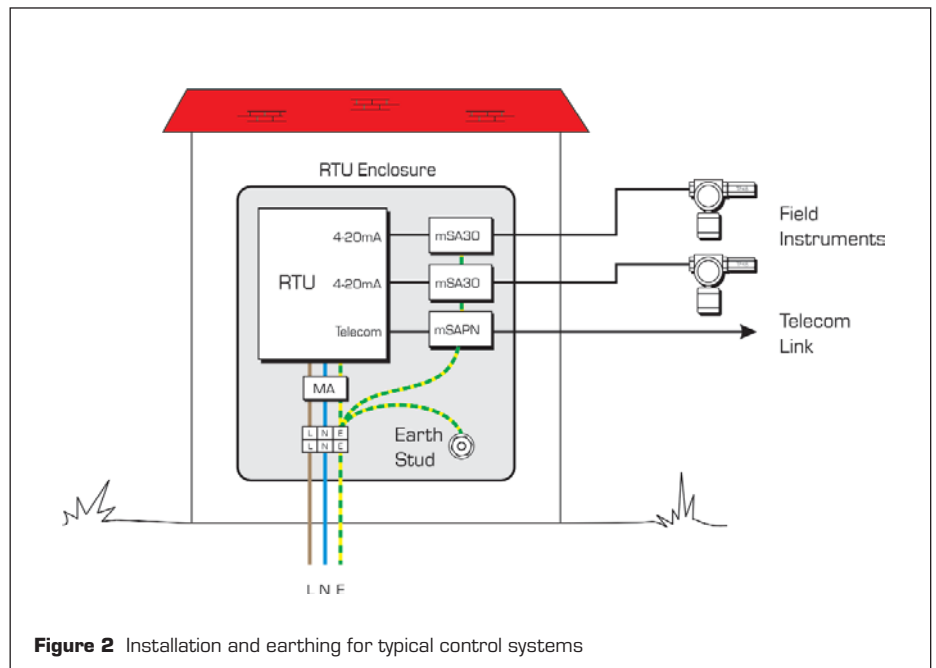 RTU Enclosure
4-20mA
mSA30
RTU
4-20mA
mSA30
Telecom
mSAPN
Field
Instruments
Telecom
Link
MA
L N E
L N E
Earth
Stud
L N E
Figure 2 Installation and earthing for typical control systems